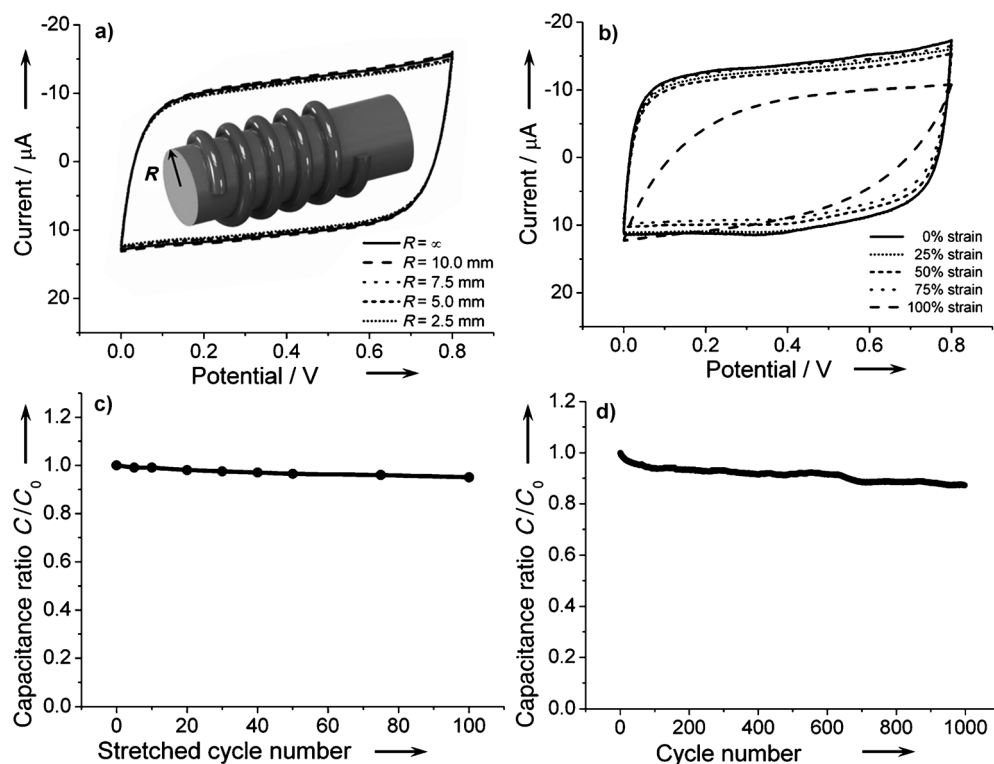 a)
-20
-10
0
10
20
Current / μA
R
R = ∞
R = 10.0 mm
R = 7.5 mm
R = 5.0 mm
R = 2.5 mm
0.0 0.2 0.4 0.6 0.8
Potential / V
b)
-20
-10
0
10
20
Current / μA
0% strain
25% strain
50% strain
75% strain
100% strain
0.0 0.2 0.4 0.6 0.8
Potential / V
c)
1.2
1.0
0.8
0.6
0.4
0.2
0.0
Capacitance ratio C/C0
0 20 40 60 80 100
Stretched cycle number
d)
1.2
1.0
0.8
0.6
0.4
0.2
0.0
Capacitance ratio C/C0
0 200 400 600 800 1000
Cycle number